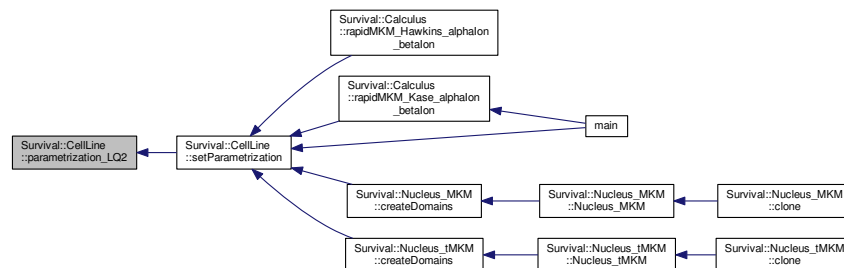 Survival::Calculus
::rapidMKM_Hawkins_alphaIon
_betaIon
Survival::Calculus
::rapidMKM_Kase_alphaIon
_betaIon
main
Survival::CellLine
::parametrization_LQ2
Survival::CellLine
::setParametrization
Survival::Nucleus_MKM
::createDomains
Survival::Nucleus_MKM
::Nucleus_MKM
Survival::Nucleus_MKM
::clone
Survival::Nucleus_tMKM
::createDomains
Survival::Nucleus_tMKM
::Nucleus_tMKM
Survival::Nucleus_tMKM
::clone